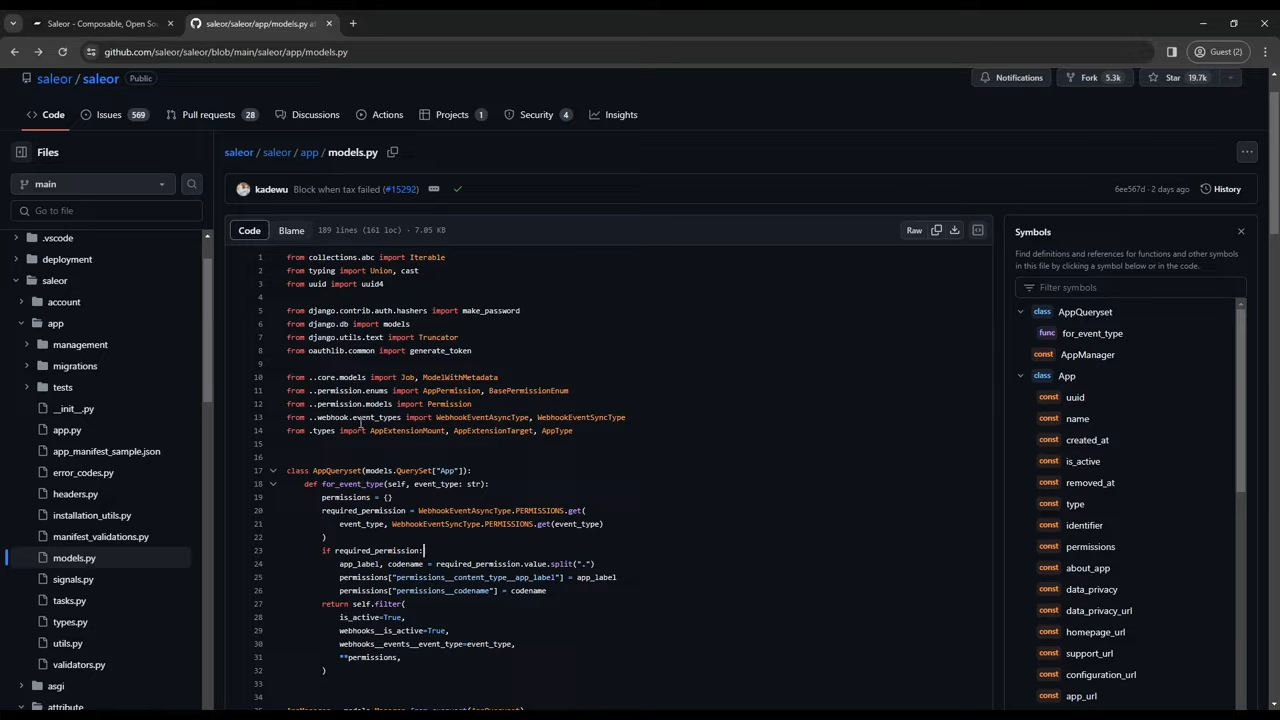 Saleor - Composable, Open Sou
saleor/saleor/app/models.py at
github.com/saleor/saleor/blob/main/saleor/app/models.py
Guest (2)
saleor / saleor Public
Notifications
Fork 5.3k
Star 19.7k
Code
Issues 569
Pull requests 28
Discussions
Actions
Projects 1
Security 4
Insights
Files
main
Go to file
.vscode
deployment
saleor
account
app
management
migrations
tests
__init__.py
app.py
app_manifest_sample.json
error_codes.py
headers.py
installation_utils.py
manifest_validations.py
models.py
signals.py
tasks.py
types.py
utils.py
validators.py
asgi
attribute
saleor / saleor / app / models.py
kadewu Block when tax failed (#15292)
6ee567d · 2 days ago
History
Code
Blame
189 lines (161 loc) · 7.05 KB
Raw
1 from collections.abc import Iterable
2 from typing import Union, cast
3 from uuid import uuid4
4
5 from django.contrib.auth.hashers import make_password
6 from django.db import models
7 from django.utils.text import Truncator
8 from oauthlib.common import generate_token
9
10 from ..core.models import Job, ModelWithMetadata
11 from ..permission.enums import AppPermission, BasePermissionEnum
12 from ..permission.models import Permission
13 from ..webhook.event_types import WebhookEventAsyncType, WebhookEventSyncType
14 from .types import AppExtensionMount, AppExtensionTarget, AppType
15
16
17 class AppQueryset(models.QuerySet["App"]):
18 def for_event_type(self, event_type: str):
19 permissions = {}
20 required_permission = WebhookEventAsyncType.PERMISSIONS.get(
21 event_type, WebhookEventSyncType.PERMISSIONS.get(event_type)
22 )
23 if required_permission:
24 app_label, codename = required_permission.value.split(".")
25 permissions["permissions__content_type__app_label"] = app_label
26 permissions["permissions__codename"] = codename
27 return self.filter(
28 is_active=True,
29 webhooks__is_active=True,
30 webhooks__events__event_type=event_type,
31 **permissions,
32 )
33
34
Symbols
Find definitions and references for functions and other symbols
in this file by clicking a symbol below or in the code.
Filter symbols
class AppQueryset
func for_event_type
const AppManager
class App
const uuid
const name
const created_at
const is_active
const removed_at
const type
const identifier
const permissions
const about_app
const data_privacy
const data_privacy_url
const homepage_url
const support_url
const configuration_url
const app_url